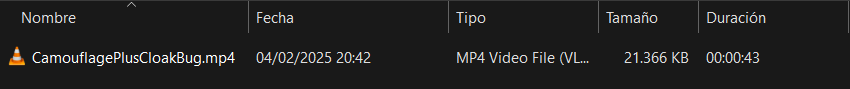 Nombre Fecha Tipo Tamaño Duración
CamouflagePlusCloakBug.mp4 04/02/2025 20:42 MP4 Video File (VL... 21.366 KB 00:00:43